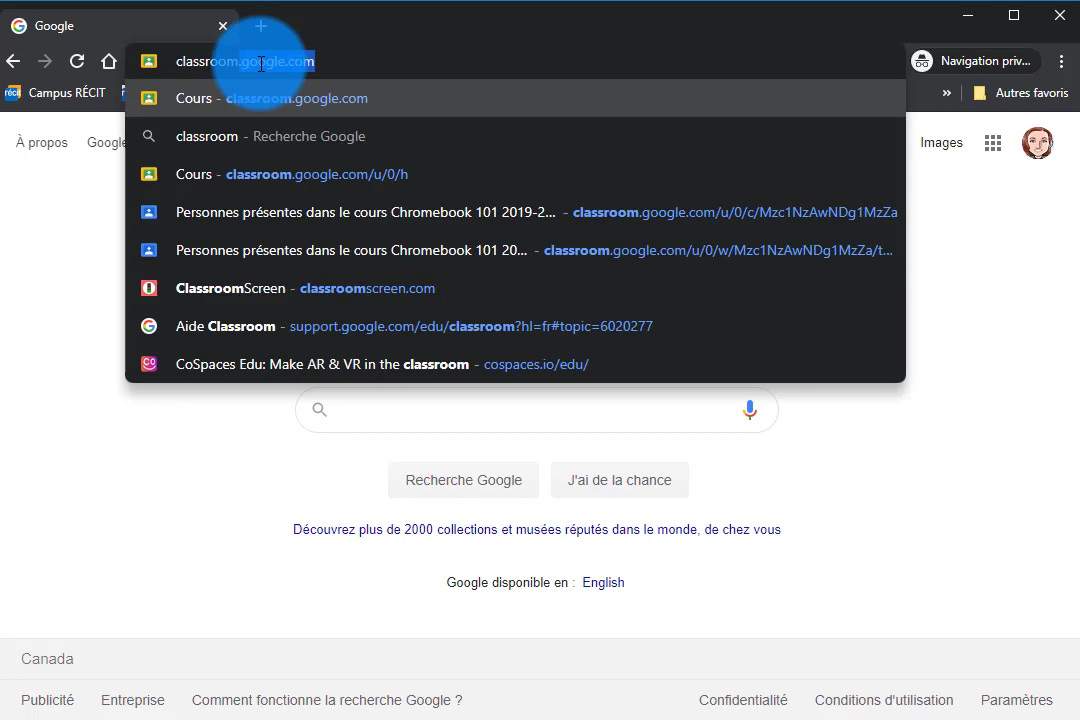 Google
classroom.google.com
Navigation priv...
réci
Campus RÉCIT
»
Autres favoris
Cours - classroom.google.com
classroom - Recherche Google
Cours - classroom.google.com/u/0/h
Personnes présentes dans le cours Chromebook 101 2019-2... - classroom.google.com/u/0/c/Mzc1NzAwNDg1MzZa
Personnes présentes dans le cours Chromebook 101 20... - classroom.google.com/u/0/w/Mzc1NzAwNDg1MzZa/t...
ClassroomScreen - classroomscreen.com
Aide Classroom - support.google.com/edu/classroom?hl=fr#topic=6020277
CoSpaces Edu: Make AR & VR in the classroom - cospaces.io/edu/
À propos
Google
Images
Recherche Google
J'ai de la chance
Découvrez plus de 2000 collections et musées réputés dans le monde, de chez vous
Google disponible en : English
Canada
Publicité
Entreprise
Comment fonctionne la recherche Google ?
Confidentialité
Conditions d'utilisation
Paramètres